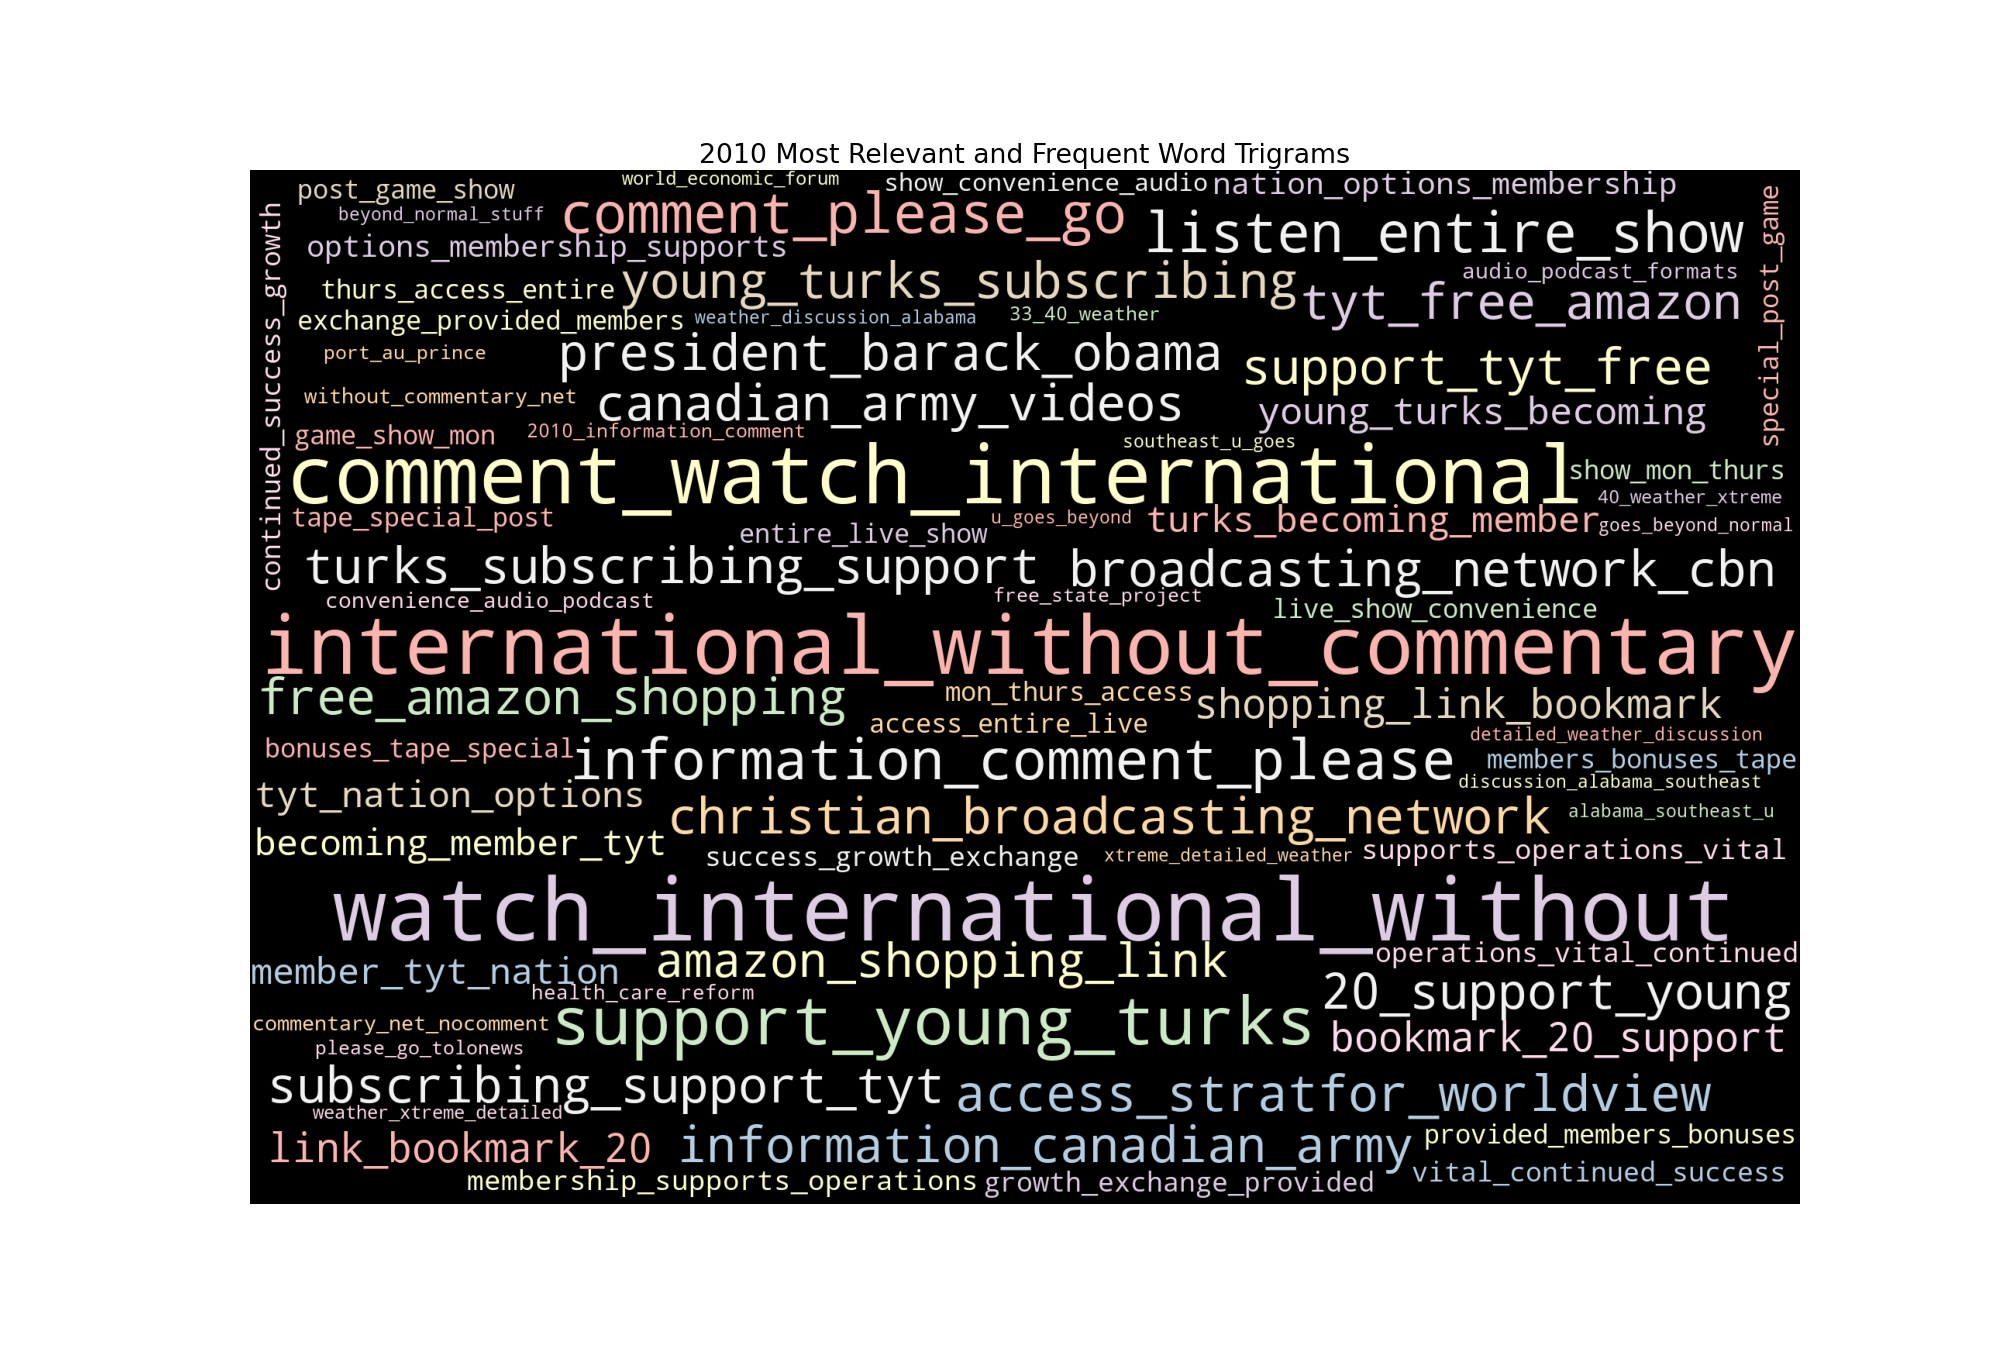 2010 Most Relevant and Frequent Word Trigrams
post_game_show
world_economic_forum
show_convenience_audio
nation_options_membership
beyond_normal_stuff
comment_please_go
listen_entire_show
continued_success_growth
special_post_game
options_membership_supports
young_turks_subscribing
audio_podcast_formats
thurs_access_entire
tyt_free_amazon
exchange_provided_members
weather_discussion_alabama
33_40_weather
port_au_prince
president_barack_obama
support_tyt_free
without_commentary_net
canadian_army_videos
young_turks_becoming
game_show_mon
2010_information_comment
southeast_u_goes
comment_watch_international
show_mon_thurs
40_weather_xtreme
tape_special_post
u_goes_beyond
turks_becoming_member
goes_beyond_normal
entire_live_show
turks_subscribing_support
broadcasting_network_cbn
convenience_audio_podcast
free_state_project
live_show_convenience
international_without_commentary
free_amazon_shopping
mon_thurs_access
shopping_link_bookmark
access_entire_live
bonuses_tape_special
information_comment_please
detailed_weather_discussion
members_bonuses_tape
discussion_alabama_southeast
tyt_nation_options
christian_broadcasting_network
alabama_southeast_u
becoming_member_tyt
success_growth_exchange
xtreme_detailed_weather
supports_operations_vital
watch_international_without
amazon_shopping_link
operations_vital_continued
member_tyt_nation
health_care_reform
20_support_young
commentary_net_nocomment
support_young_turks
bookmark_20_support
please_go_tolonews
subscribing_support_tyt
access_stratfor_worldview
weather_xtreme_detailed
link_bookmark_20
information_canadian_army
provided_members_bonuses
membership_supports_operations
growth_exchange_provided
vital_continued_success